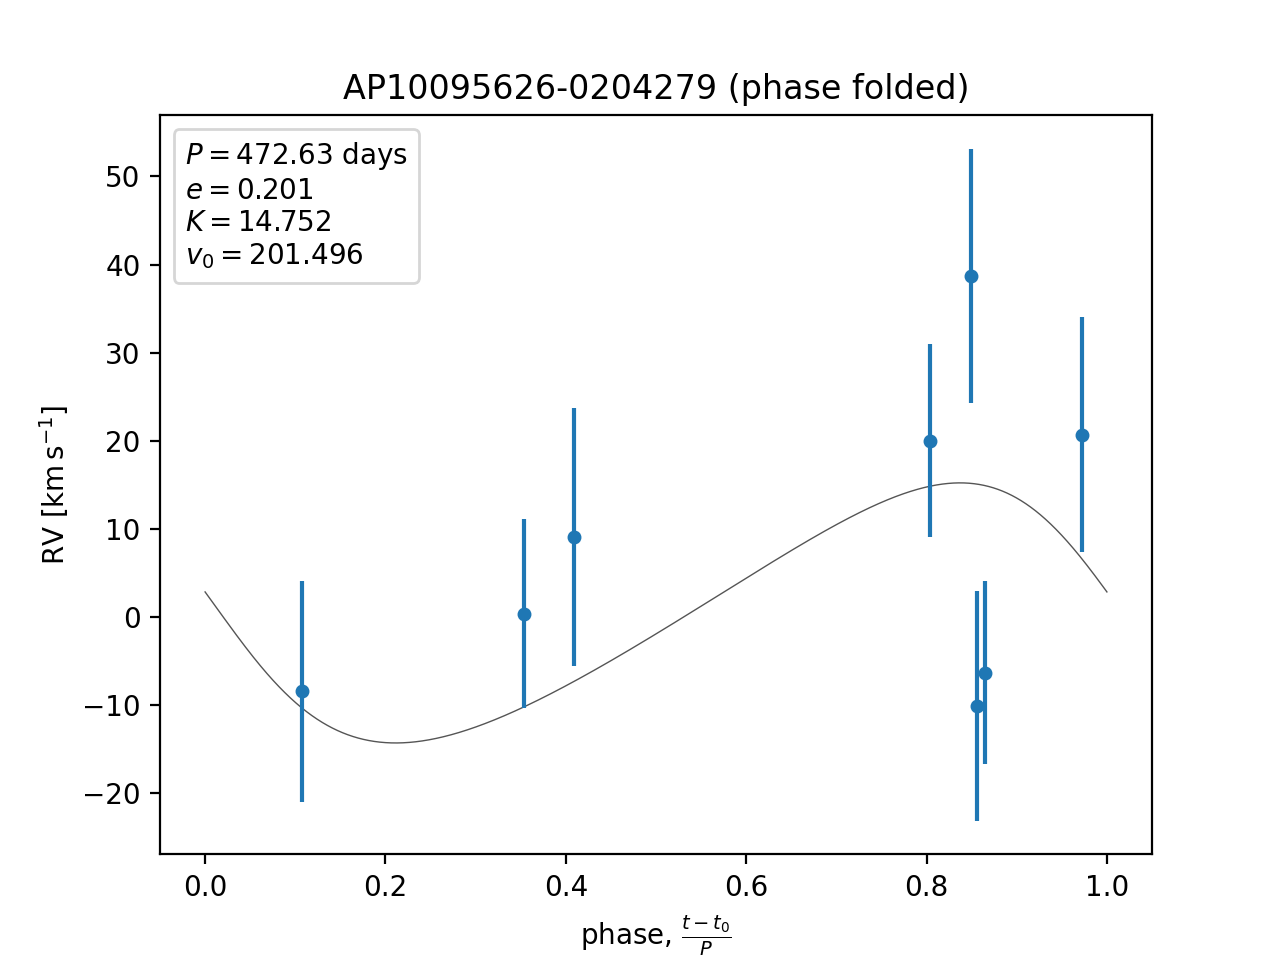 AP10095626-0204279 (phase folded)
P = 472.63 days
e = 0.201
K = 14.752
v₀ = 201.496
50
40
30
20
10
0
−10
−20
RV [km s⁻¹]
0.0 0.2 0.4 0.6 0.8 1.0
phase, (t − t₀)/P